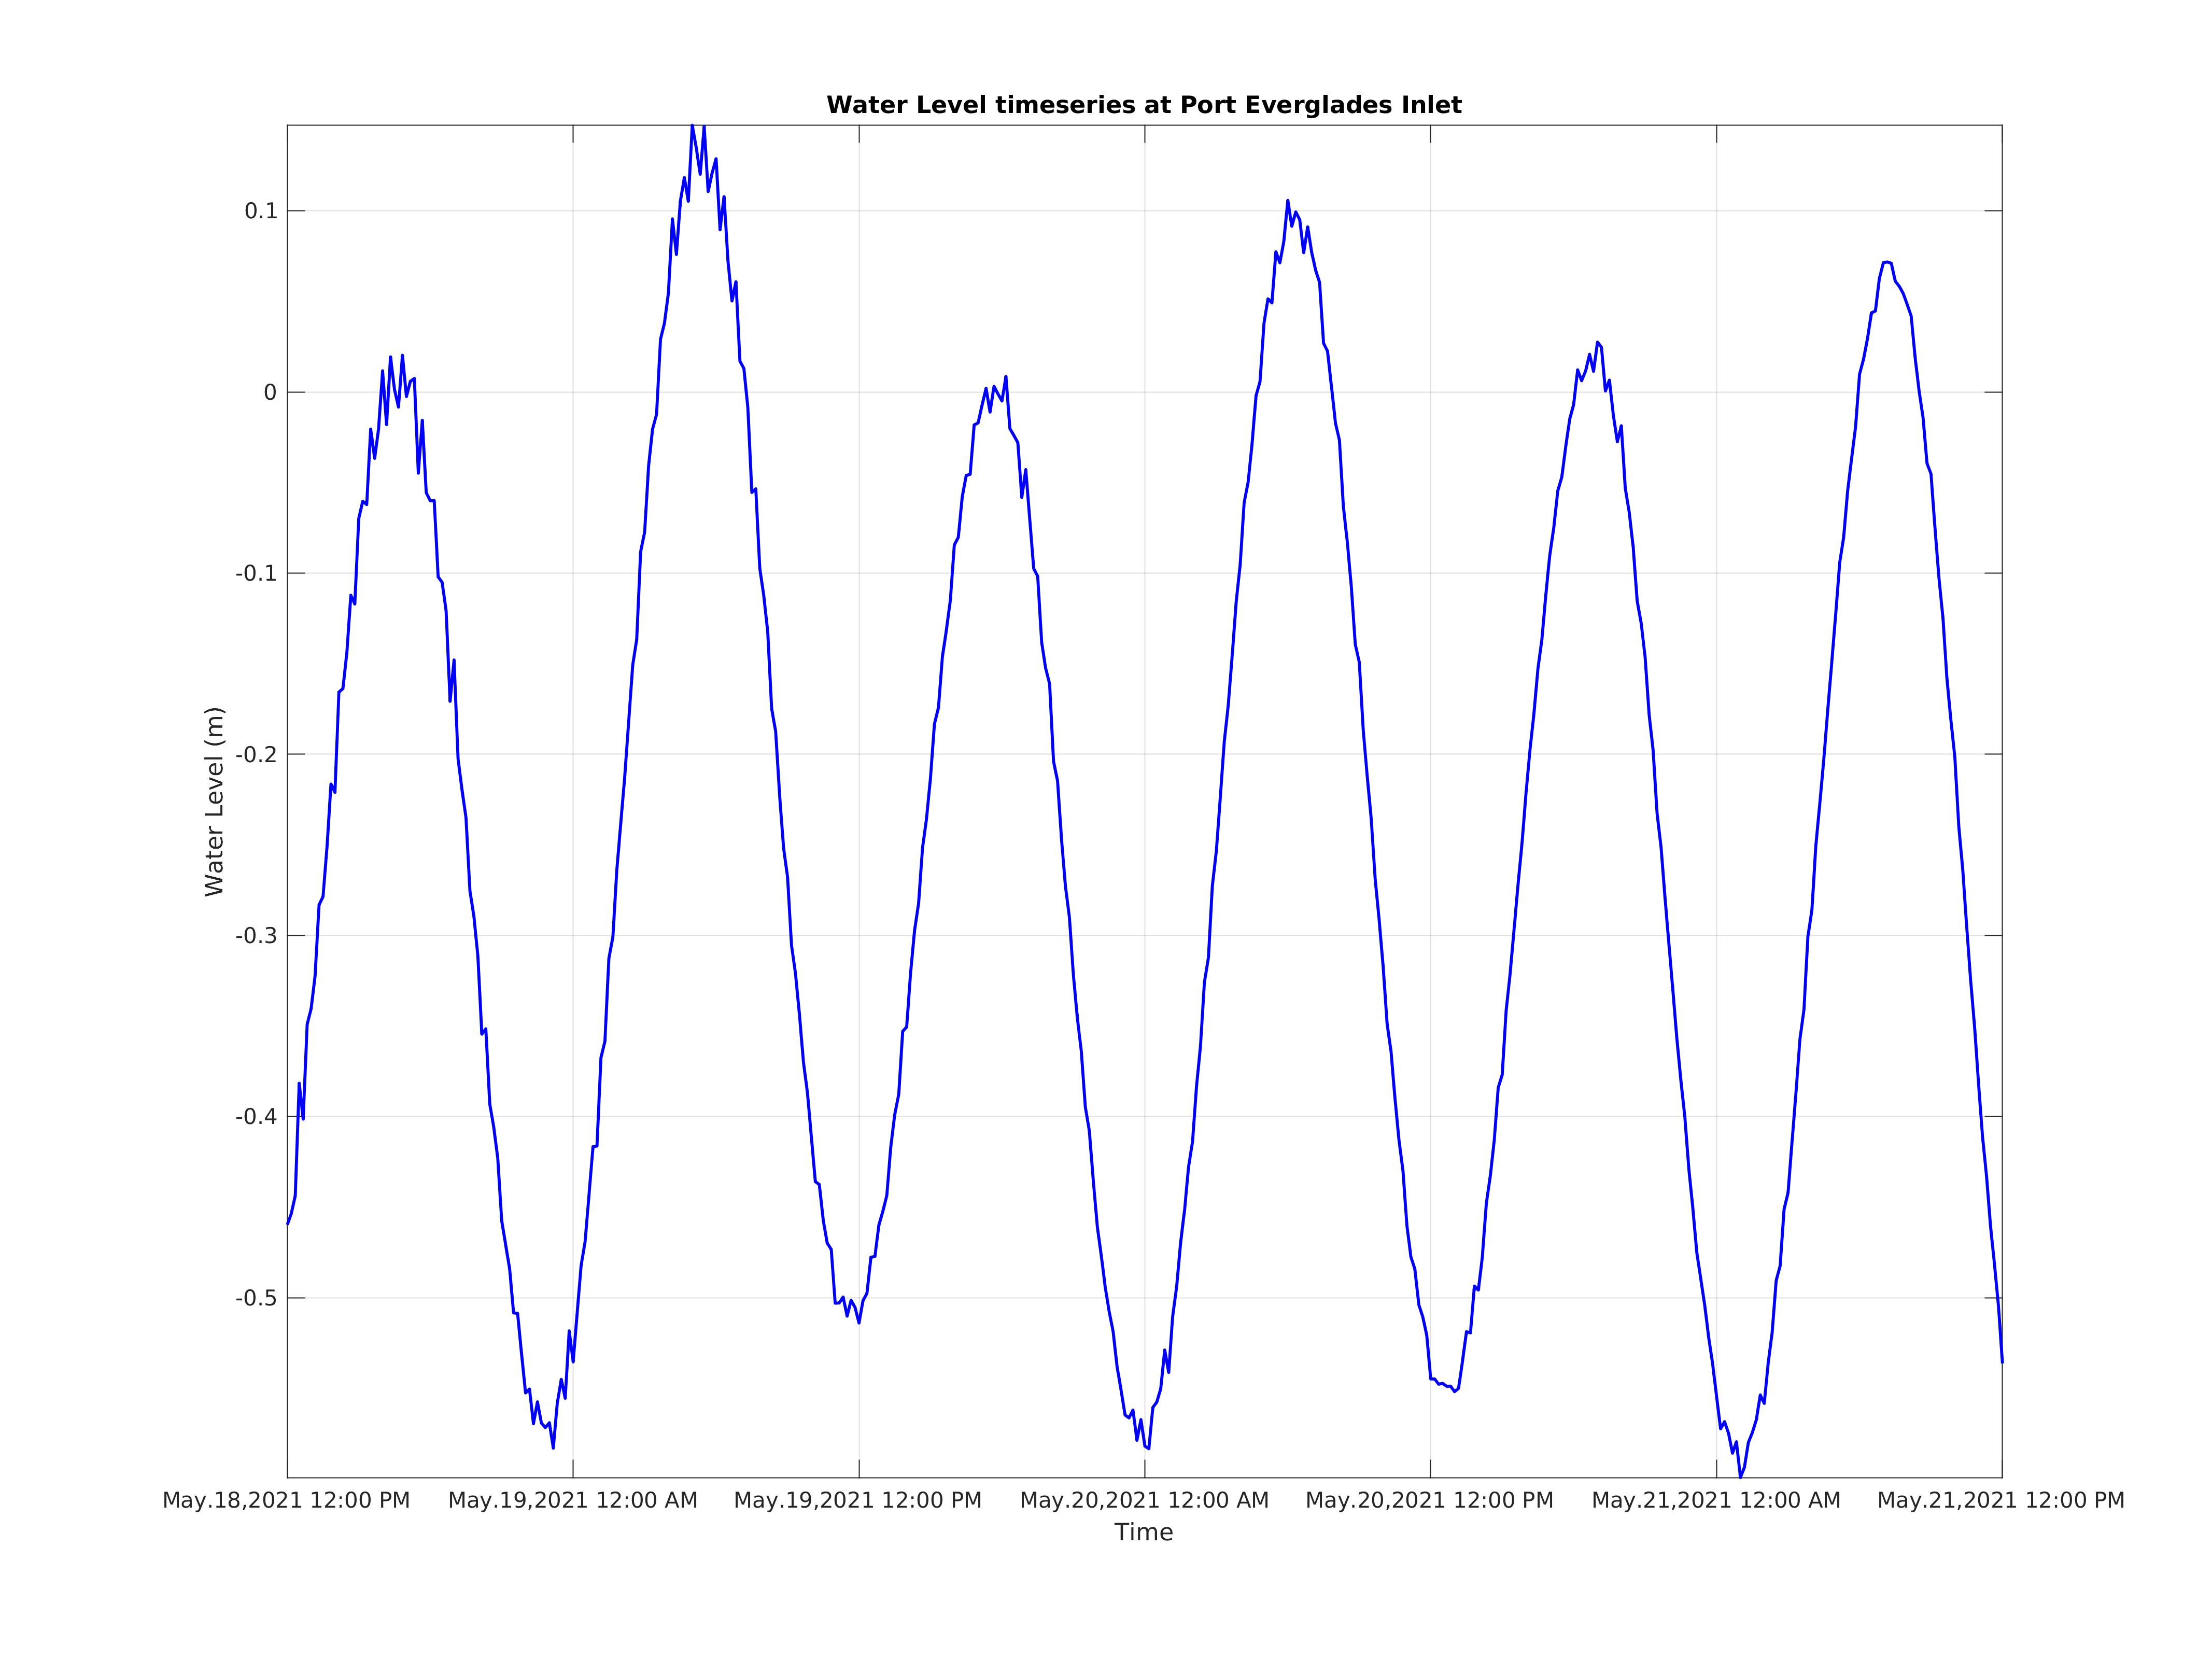 Water Level timeseries at Port Everglades Inlet
0.1
0
-0.1
-0.2
-0.3
-0.4
-0.5
Water Level (m)
May.18,2021 12:00 PM May.19,2021 12:00 AM May.19,2021 12:00 PM May.20,2021 12:00 AM May.20,2021 12:00 PM May.21,2021 12:00 AM May.21,2021 12:00 PM
Time